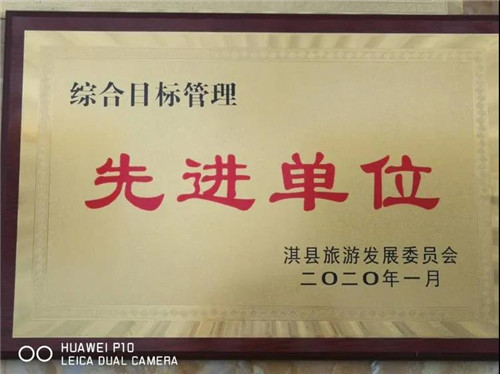 综合目标管理
先进单位
淇县旅游发展委员会
二〇二〇年一月
HUAWEI P10
LEICA DUAL CAMERA